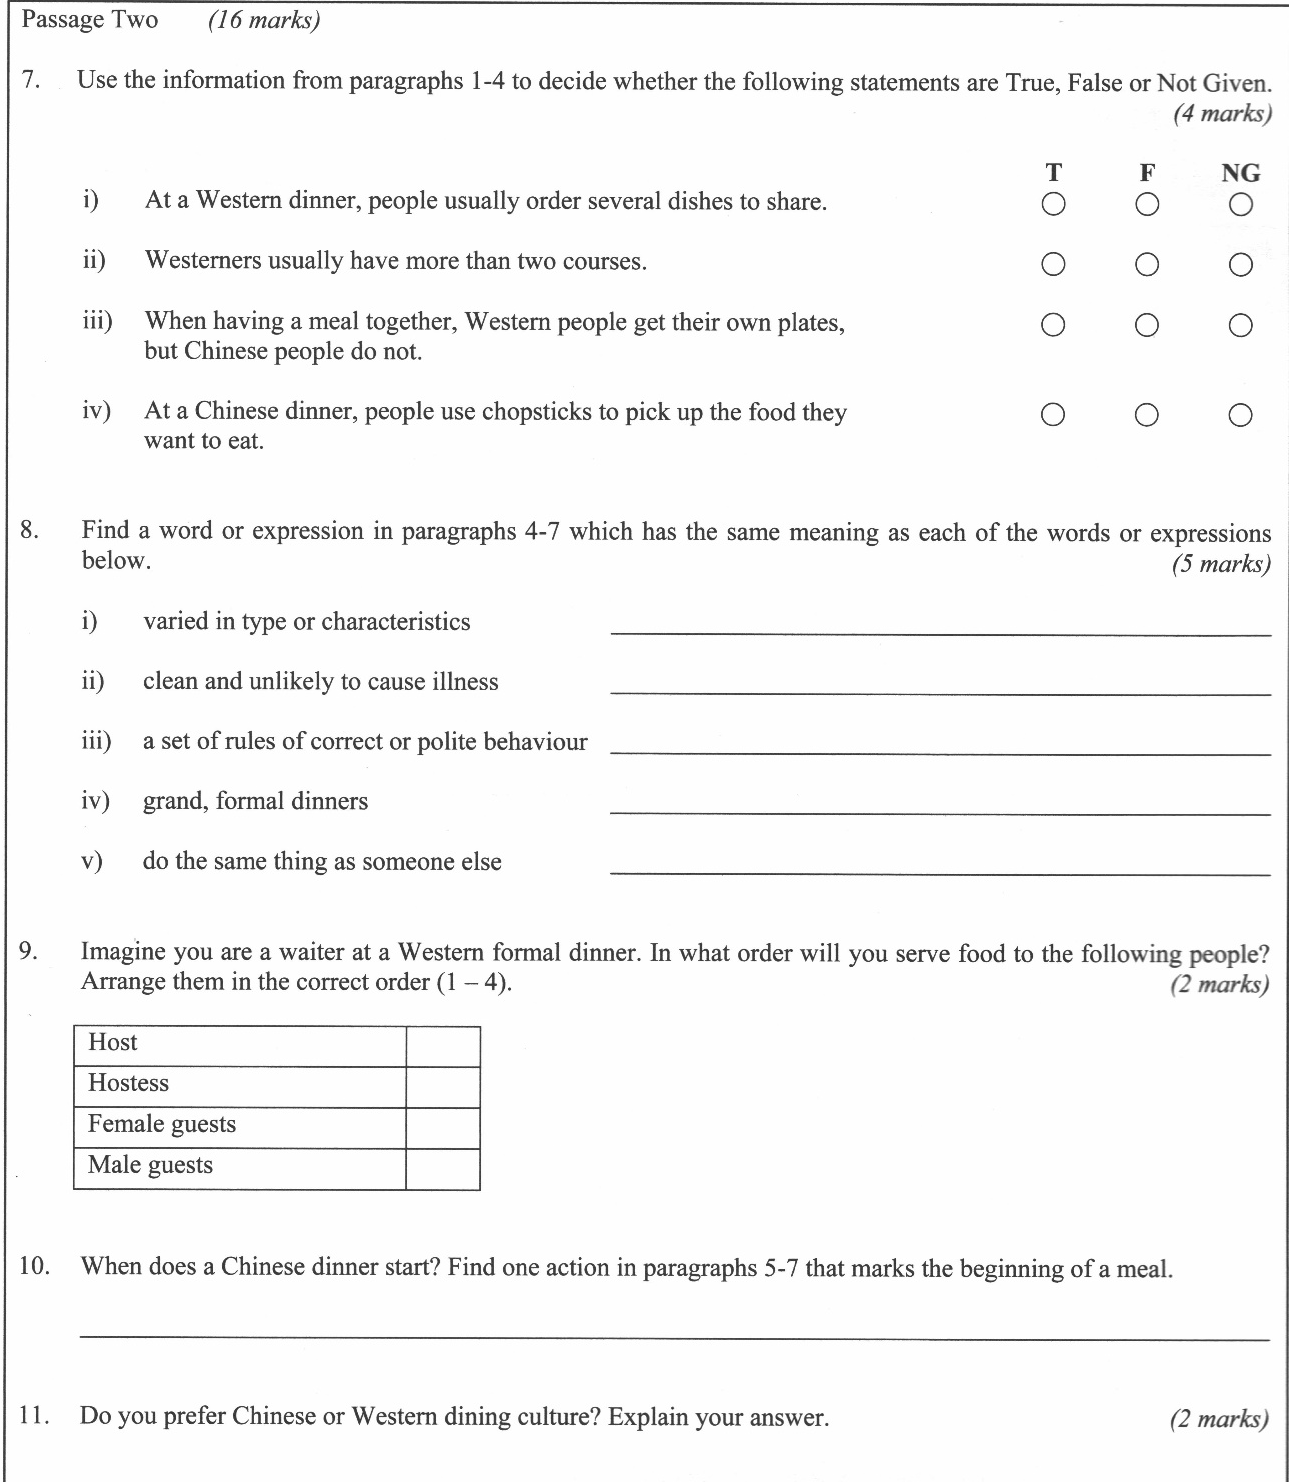 Passage Two (16 marks)
7. Use the information from paragraphs 1-4 to decide whether the following statements are True, False or Not Given.
(4 marks)
T F NG
i) At a Western dinner, people usually order several dishes to share.
ii) Westerners usually have more than two courses.
iii) When having a meal together, Western people get their own plates,
but Chinese people do not.
iv) At a Chinese dinner, people use chopsticks to pick up the food they
want to eat.
8. Find a word or expression in paragraphs 4-7 which has the same meaning as each of the words or expressions
below. (5 marks)
i) varied in type or characteristics
ii) clean and unlikely to cause illness
iii) a set of rules of correct or polite behaviour
iv) grand, formal dinners
v) do the same thing as someone else
9. Imagine you are a waiter at a Western formal dinner. In what order will you serve food to the following people?
Arrange them in the correct order (1 – 4). (2 marks)
Host
Hostess
Female guests
Male guests
10. When does a Chinese dinner start? Find one action in paragraphs 5-7 that marks the beginning of a meal.
11. Do you prefer Chinese or Western dining culture? Explain your answer. (2 marks)